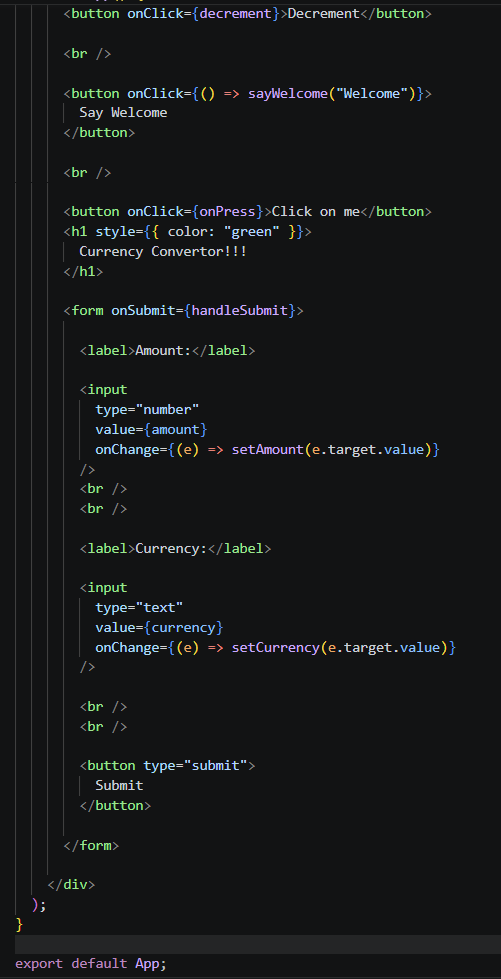 <button onClick={decrement}>Decrement</button>
<br />
<button onClick={() => sayWelcome("Welcome")}>
Say Welcome
</button>
<br />
<button onClick={onPress}>Click on me</button>
<h1 style={{ color: "green" }}>
Currency Convertor!!!
</h1>
<form onSubmit={handleSubmit}>
<label>Amount:</label>
<input
type="number"
value={amount}
onChange={(e) => setAmount(e.target.value)}
/>
<br />
<br />
<label>Currency:</label>
<input
type="text"
value={currency}
onChange={(e) => setCurrency(e.target.value)}
/>
<br />
<br />
<button type="submit">
Submit
</button>
</form>
</div>
);
}
export default App;